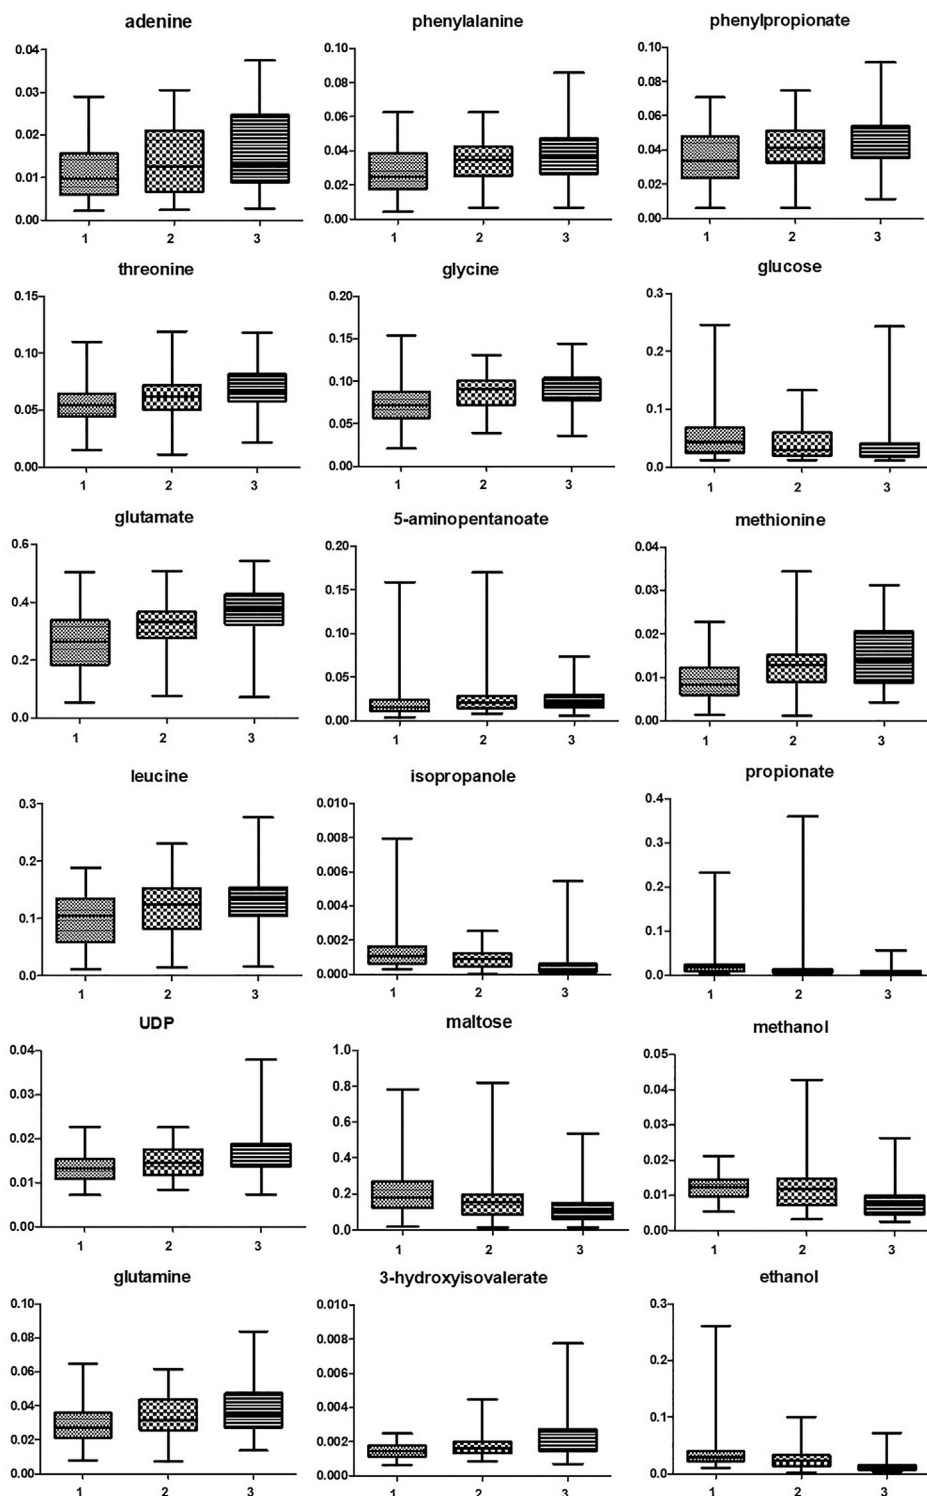 adenine phenylalanine phenylpropionate
0.04 0.10 0.10
0.03 0.08 0.08
0.02 0.06 0.06
0.01 0.04 0.04
0.00 0.02 0.02
0.00 0.00
1 2 3 1 2 3 1 2 3
threonine glycine glucose
0.15 0.20 0.3
0.10 0.15 0.2
0.05 0.10 0.1
0.00 0.05 0.0
0.00
1 2 3 1 2 3 1 2 3
glutamate 5-aminopentanoate methionine
0.6 0.20 0.04
0.4 0.15 0.03
0.2 0.10 0.02
0.0 0.05 0.01
0.00 0.00
1 2 3 1 2 3 1 2 3
leucine isopropanole propionate
0.3 0.010 0.4
0.2 0.008 0.3
0.1 0.006 0.2
0.0 0.004 0.1
0.002 0.0
0.000
1 2 3 1 2 3 1 2 3
UDP maltose methanol
0.04 1.0 0.05
0.03 0.8 0.04
0.02 0.6 0.03
0.01 0.4 0.02
0.00 0.2 0.01
0.0 0.00
1 2 3 1 2 3 1 2 3
glutamine 3-hydroxyisovalerate ethanol
0.10 0.010 0.3
0.08 0.008 0.2
0.06 0.006 0.1
0.04 0.004 0.0
0.02 0.002
0.00 0.000
1 2 3 1 2 3 1 2 3